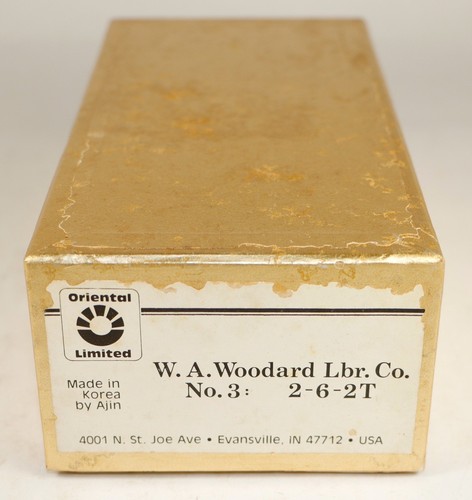 Oriental
Limited
Made in
Korea
by Ajin
W. A. Woodard Lbr. Co.
No. 3: 2-6-2T
4001 N. St. Joe Ave • Evansville, IN 47712 • USA